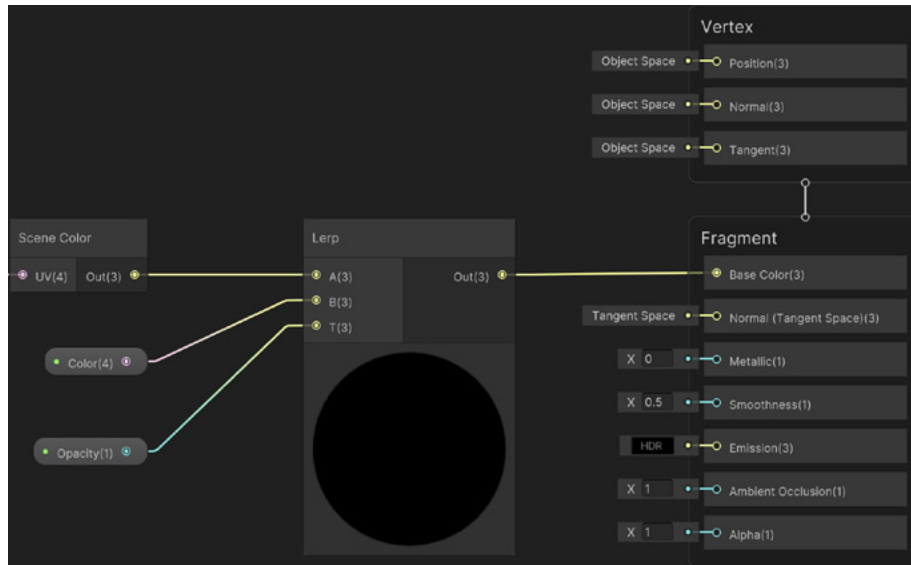 Vertex
Object Space
Position(3)
Object Space
Normal(3)
Object Space
Tangent(3)
Scene Color
UV(4)
Out(3)
Color(4)
Opacity(1)
Lerp
A(3)
B(3)
T(3)
Out(3)
Fragment
Base Color(3)
Tangent Space
Normal (Tangent Space)(3)
X 0
Metallic(1)
X 0.5
Smoothness(1)
HDR
Emission(3)
X 1
Ambient Occlusion(1)
X 1
Alpha(1)